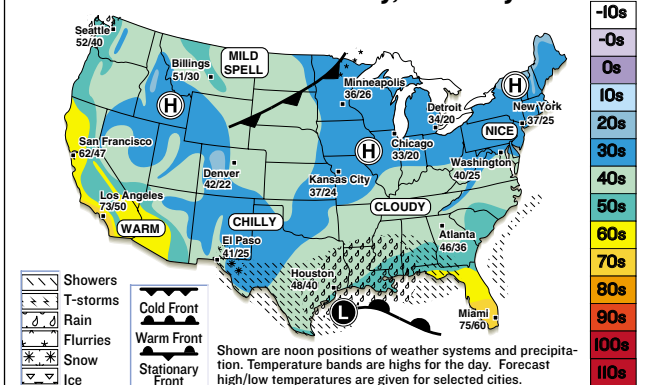 Seattle
52/40
Billings
51/30
MILD
SPELL
Minneapolis
36/26
H
H
Detroit
34/20
New York
37/25
NICE
San Francisco
62/47
Denver
42/22
H
Chicago
33/20
Washington
40/25
Kansas City
37/24
Los Angeles
73/50
WARM
CHILLY
CLOUDY
El Paso
41/25
Atlanta
46/36
Houston
48/40
L
Miami
75/60
-10s
-0s
0s
10s
20s
30s
40s
50s
60s
70s
80s
90s
100s
110s
Showers
T-storms
Rain
Flurries
Snow
Ice
Cold Front
Warm Front
Stationary
Front
Shown are noon positions of weather systems and precipita-
tion. Temperature bands are highs for the day. Forecast
high/low temperatures are given for selected cities.